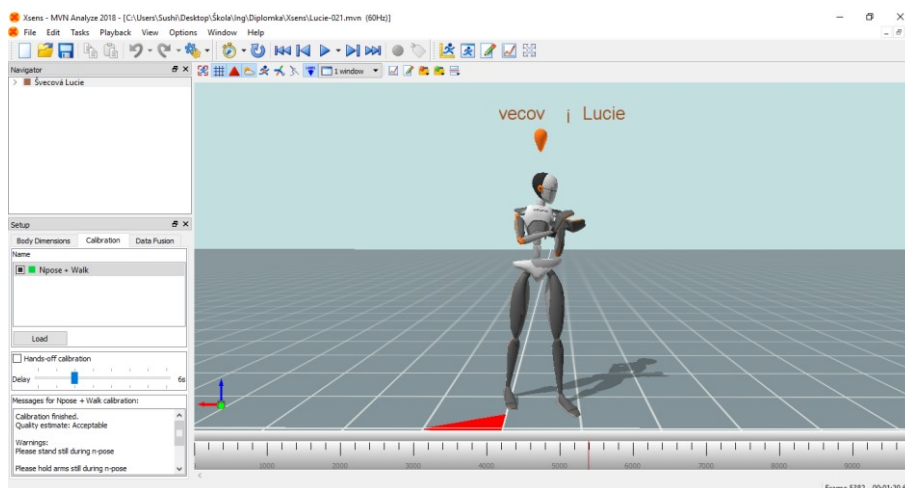 Xsens - MVN Analyze 2018 - [C:\Users\Sushi\Desktop\Škola\Ing\Diplomka\Xsens\Lucie-021.mvn (60Hz)]
File Edit Tasks Playback View Options Window Help
Navigator
1 window
Švecová Lucie
vecov i Lucie
Setup
Body Dimensions Calibration Data Fusion
Name
Npose + Walk
Load
Hands-off calibration
Delay 6s
Messages for Npose + Walk calibration:
Calibration finished.
Quality estimate: Acceptable
Warnings:
Please stand still during n-pose
Please hold arms still during n-pose
1000 2000 3000 4000 5000 6000 7000 8000 9000